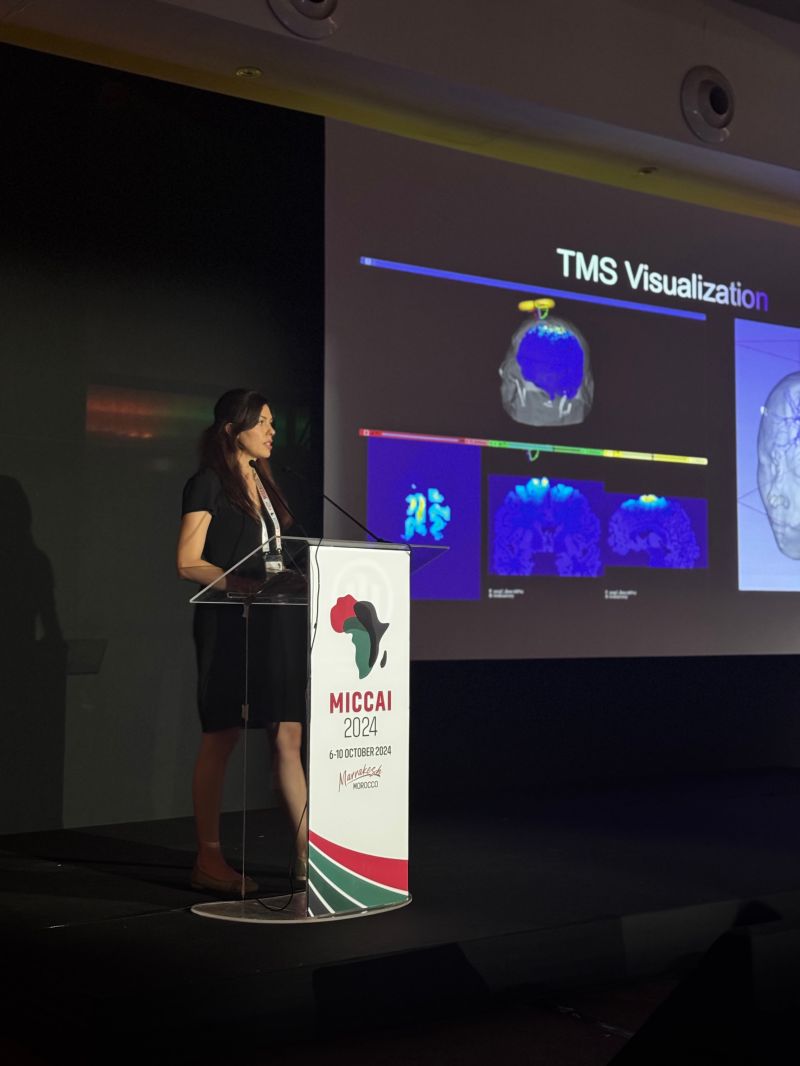 TMS Visualization
MICCAI
2024
6-10 OCTOBER 2024
Marrakesh
MOROCCO